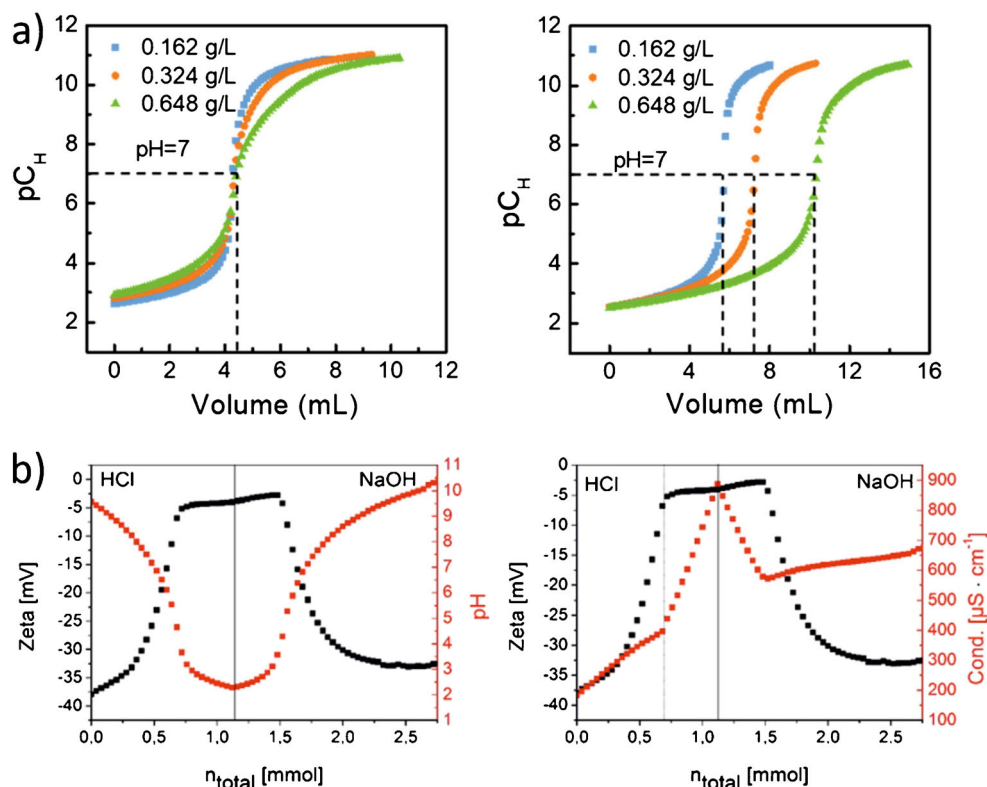 a)
0.162 g/L
0.324 g/L
0.648 g/L
pH=7
pC_H
12
10
8
6
4
2
0 2 4 6 8 10 12
Volume (mL)
0.162 g/L
0.324 g/L
0.648 g/L
pH=7
pC_H
12
10
8
6
4
2
0 4 8 12 16
Volume (mL)
b)
HCl NaOH
Zeta [mV]
0
-5
-10
-15
-20
-25
-30
-35
-40
pH
11
10
9
8
7
6
5
4
3
2
1
0,0 0,5 1,0 1,5 2,0 2,5
n_total [mmol]
HCl NaOH
Zeta [mV]
0
-5
-10
-15
-20
-25
-30
-35
-40
Cond. [µS · cm⁻¹]
900
800
700
600
500
400
300
200
100
0,0 0,5 1,0 1,5 2,0 2,5
n_total [mmol]